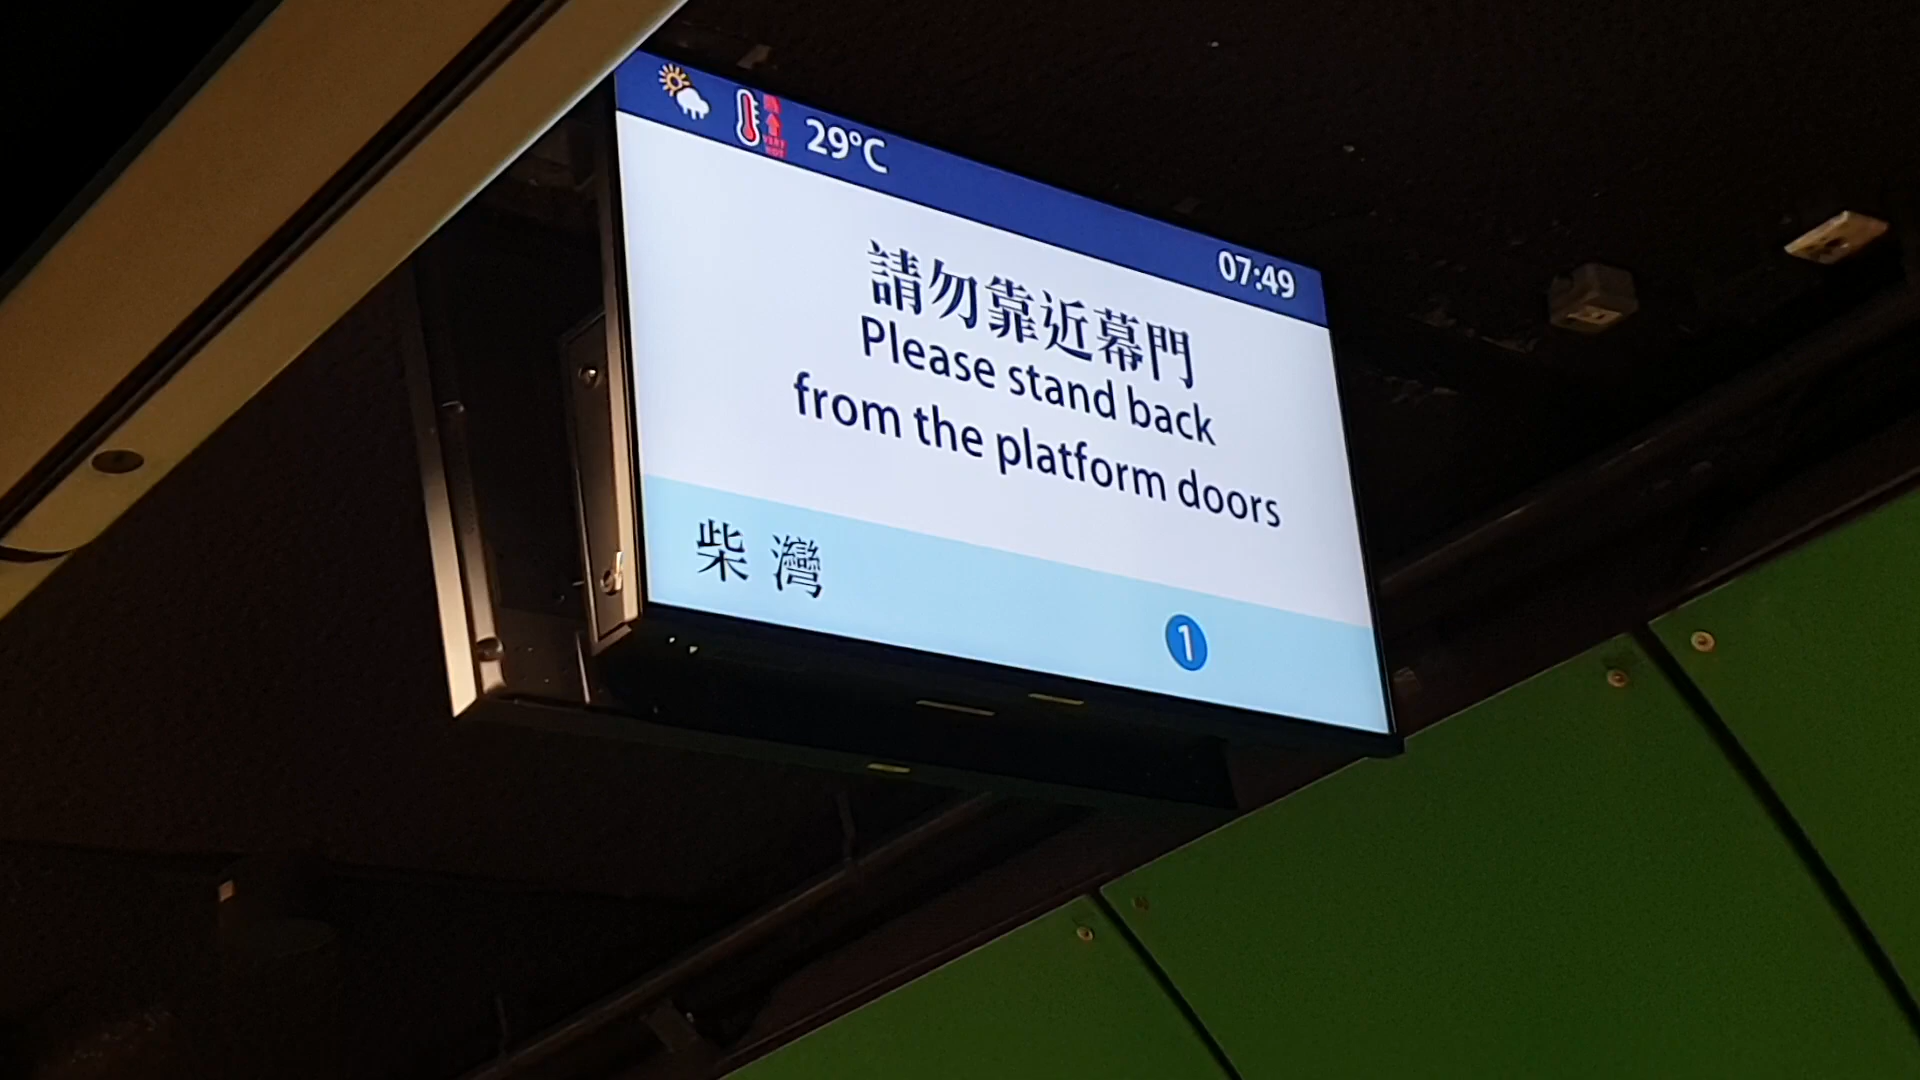 29°C
07:49
請勿靠近幕門
Please stand back
from the platform doors
柴灣
1